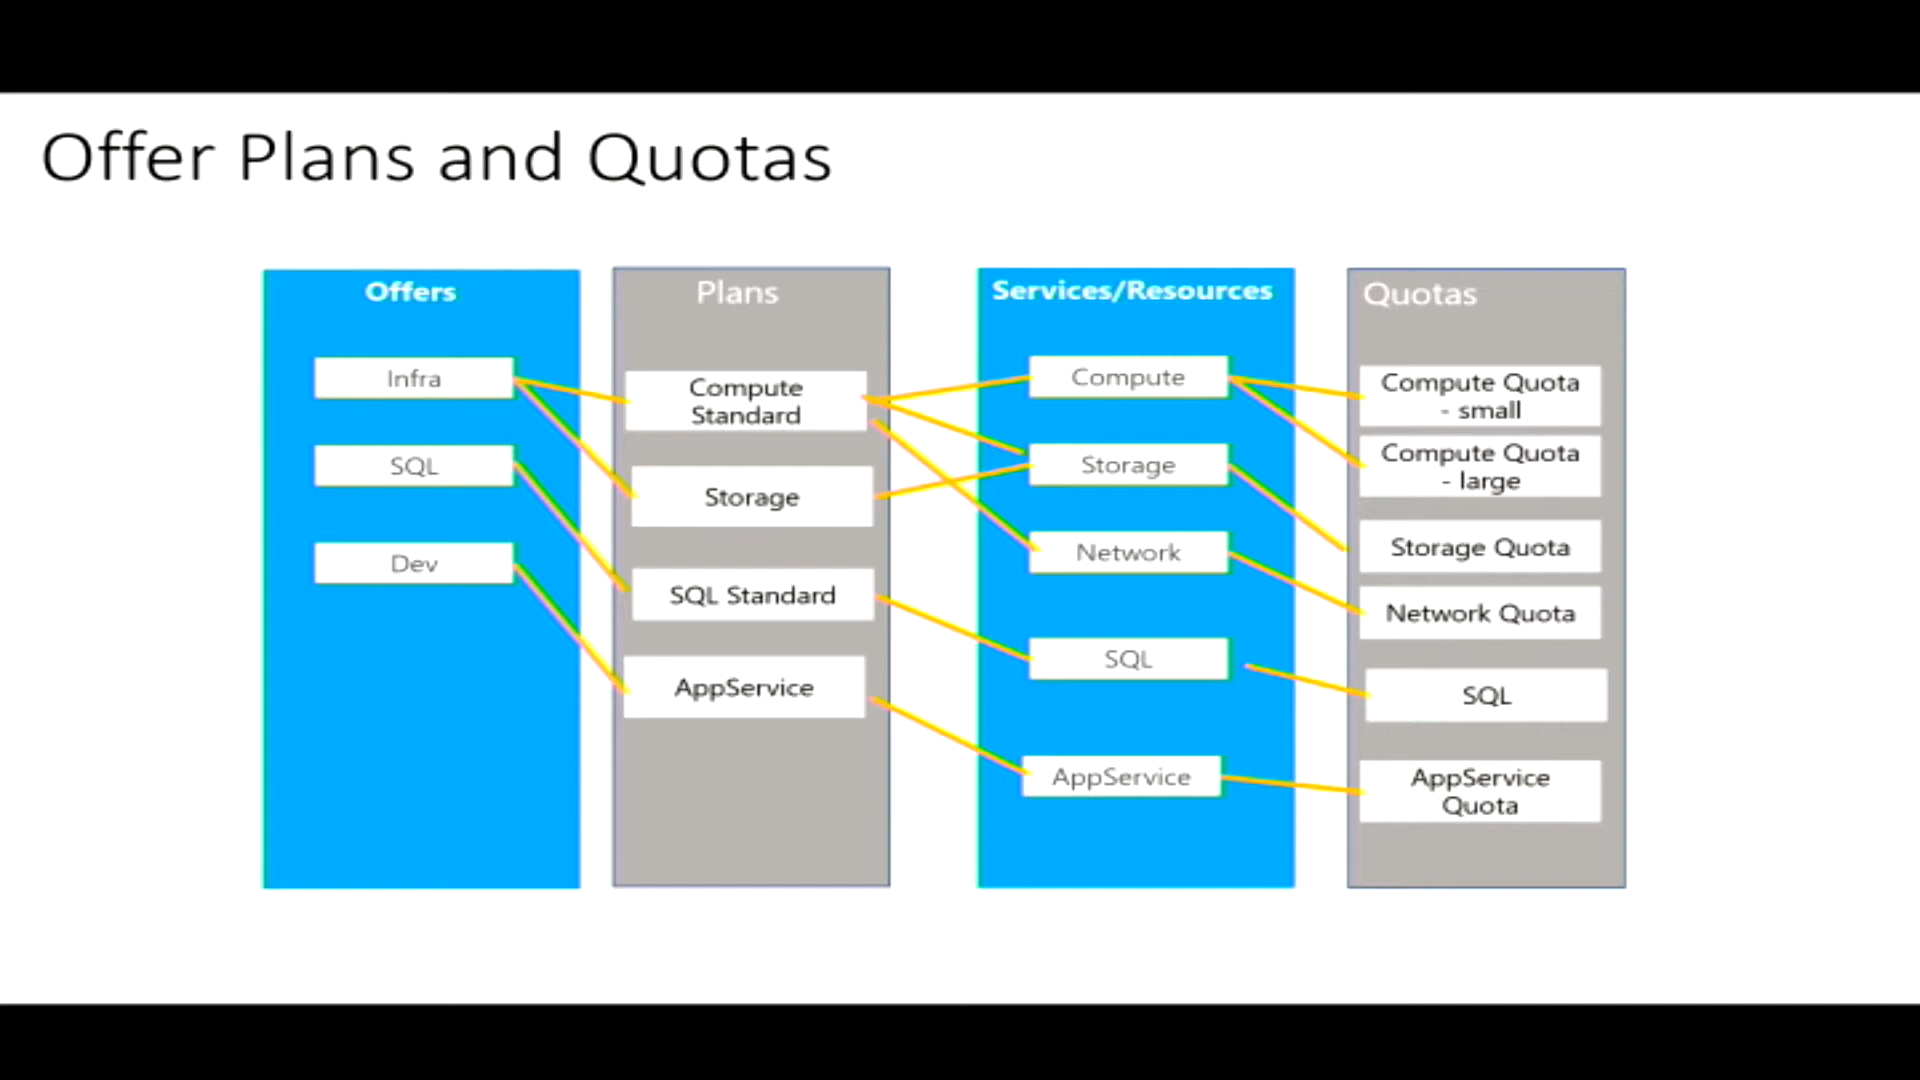 Offer Plans and Quotas
Offers
Infra
SQL
Dev
Plans
Compute
Standard
Storage
SQL Standard
AppService
Services/Resources
Compute
Storage
Network
SQL
AppService
Quotas
Compute Quota
- small
Compute Quota
- large
Storage Quota
Network Quota
SQL
AppService
Quota